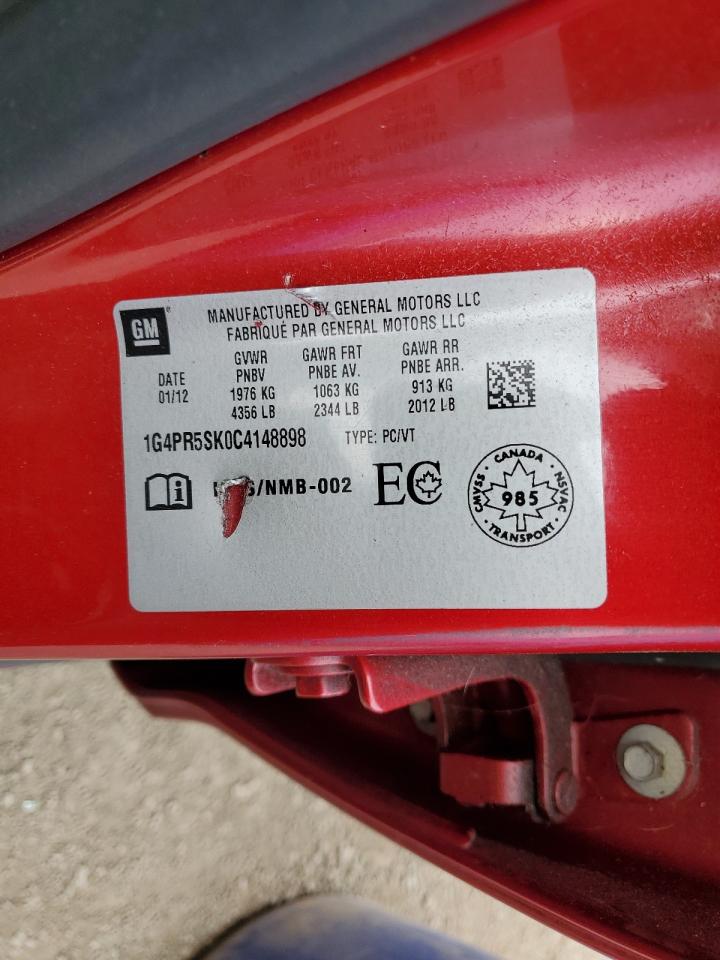 GM
MANUFACTURED BY GENERAL MOTORS LLC
FABRIQUÉ PAR GENERAL MOTORS LLC
DATE
01/12
GVWR
PNBV
1976 KG
4356 LB
GAWR FRT
PNBE AV.
1063 KG
2344 LB
GAWR RR
PNBE ARR.
913 KG
2012 LB
1G4PR5SK0C4148898 TYPE: PC/VT
/NMB-002
EC
CANADA
CMVSS
985
NSVAC
TRANSPORT